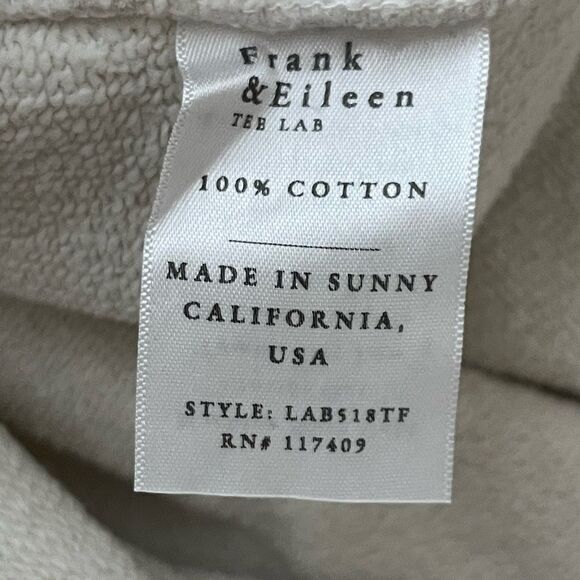 Frank
&Eileen
TEE LAB
100% COTTON
MADE IN SUNNY
CALIFORNIA,
USA
STYLE: LAB518TF
RN# 117409